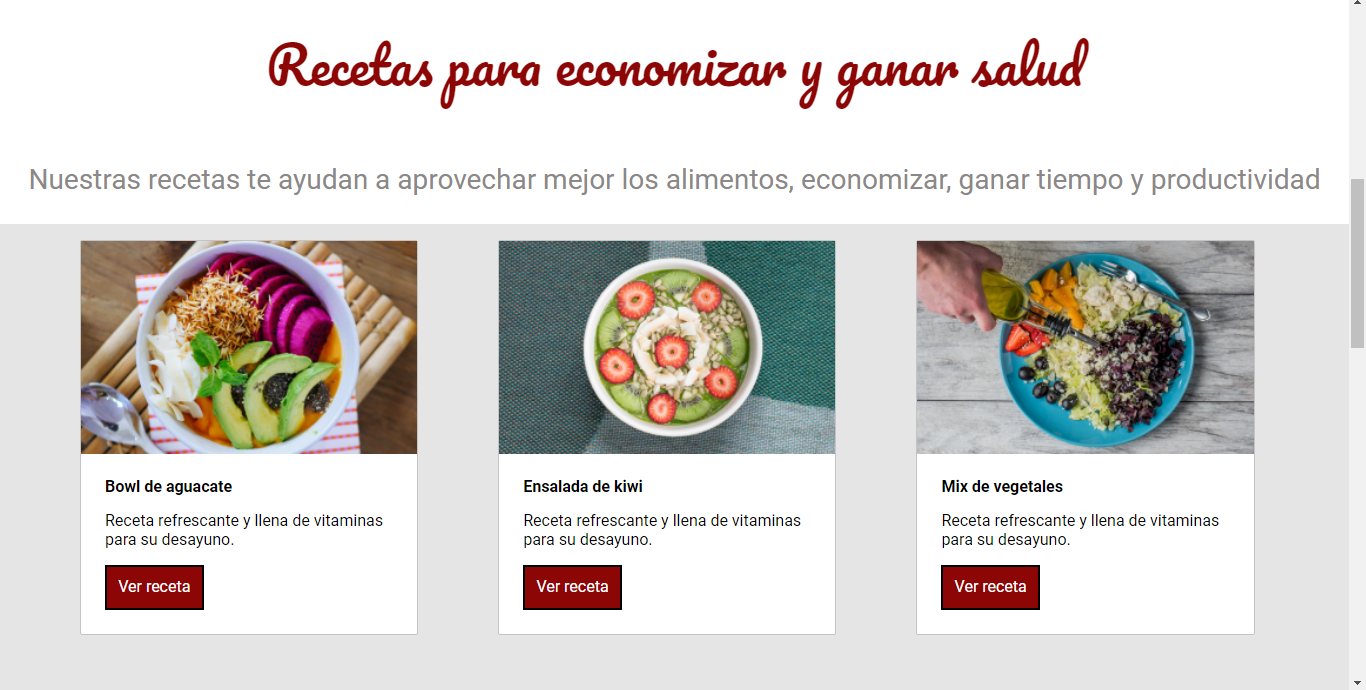 Recetas para economizar y ganar salud
Nuestras recetas te ayudan a aprovechar mejor los alimentos, economizar, ganar tiempo y productividad
Bowl de aguacate
Receta refrescante y llena de vitaminas
para su desayuno.
Ver receta
Ensalada de kiwi
Receta refrescante y llena de vitaminas
para su desayuno.
Ver receta
Mix de vegetales
Receta refrescante y llena de vitaminas
para su desayuno.
Ver receta